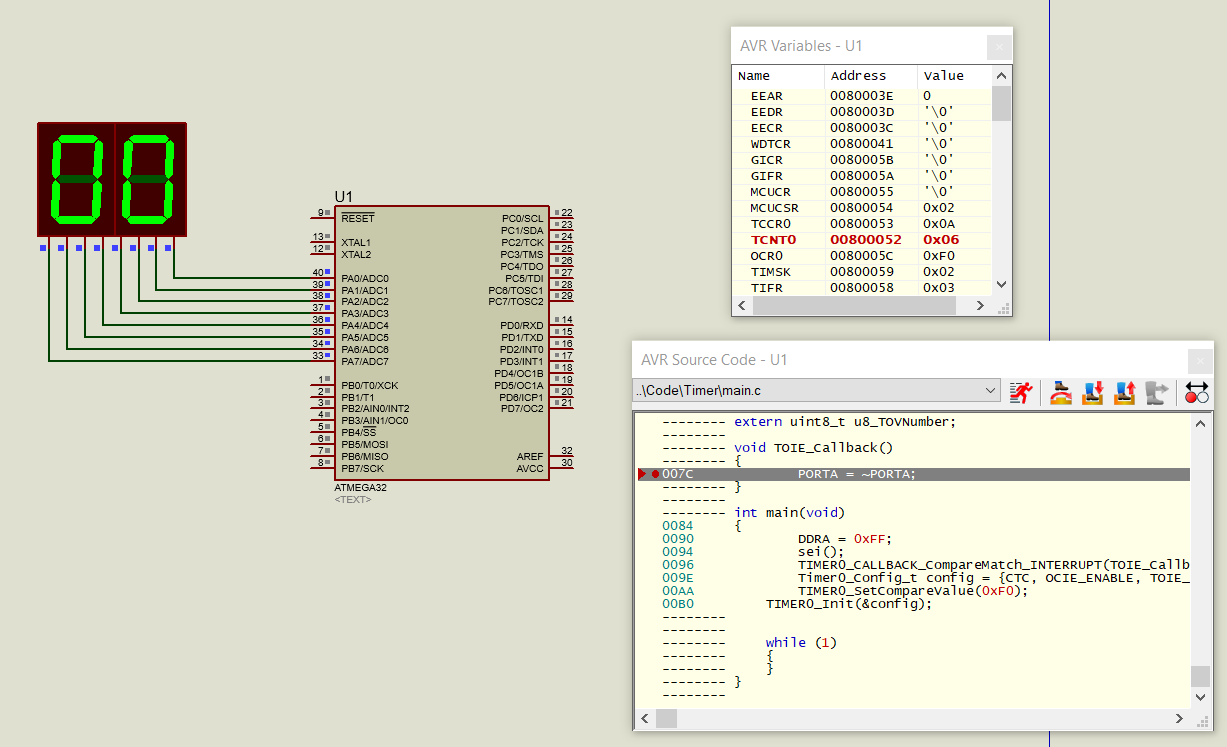 AVR Variables - U1
Name Address Value
EEAR 0080003E 0
EEDR 0080003D '\0'
EECR 0080003C '\0'
WDTCR 00800041 '\0'
GICR 0080005B '\0'
GIFR 0080005A '\0'
MCUCR 00800055 '\0'
MCUCSR 00800054 0x02
TCCR0 00800053 0x0A
TCNT0 00800052 0x06
OCR0 0080005C 0xF0
TIMSK 00800059 0x02
TIFR 00800058 0x03
00
U1
9 RESET PC0/SCL 22
PC1/SDA 23
13 XTAL1 PC2/TCK 24
12 XTAL2 PC3/TMS 25
PC4/TDO 26
40 PA0/ADC0 PC5/TDI 27
39 PA1/ADC1 PC6/TOSC1 28
38 PA2/ADC2 PC7/TOSC2 29
37 PA3/ADC3
36 PA4/ADC4 PD0/RXD 14
35 PA5/ADC5 PD1/TXD 15
34 PA6/ADC6 PD2/INT0 16
33 PA7/ADC7 PD3/INT1 17
PD4/OC1B 18
1 PB0/T0/XCK PD5/OC1A 19
2 PB1/T1 PD6/ICP1 20
3 PB2/AIN0/INT2 PD7/OC2 21
4 PB3/AIN1/OC0
5 PB4/SS
6 PB5/MOSI
7 PB6/MISO AREF 32
8 PB7/SCK AVCC 30
ATMEGA32
<TEXT>
AVR Source Code - U1
..\Code\Timer\main.c
-------- extern uint8_t u8_TOVNumber;
--------
-------- void TOIE_Callback()
-------- {
007C PORTA = ~PORTA;
-------- }
--------
-------- int main(void)
0084 {
0090 DDRA = 0xFF;
0094 sei();
0096 TIMER0_CALLBACK_CompareMatch_INTERRUPT(TOIE_Callb
009E Timer0_Config_t config = {CTC, OCIE_ENABLE, TOIE_
00AA TIMER0_SetCompareValue(0xF0);
00B0 TIMER0_Init(&config);
--------
--------
-------- while (1)
-------- {
-------- }
-------- }
--------